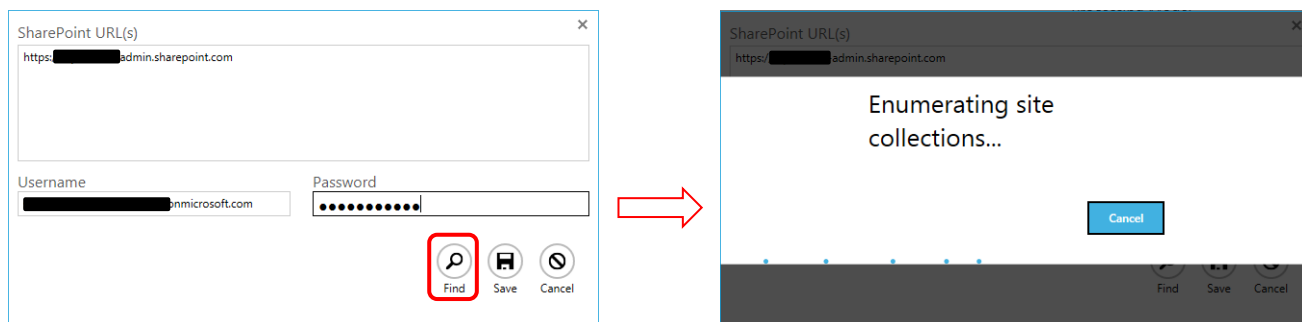 SharePoint URL(s)
https:/
admin.sharepoint.com
Username
Password
onmicrosoft.com
Find
Save
Cancel
SharePoint URL(s)
https:/
admin.sharepoint.com
Enumerating site
collections...
Cancel
Find
Save
Cancel